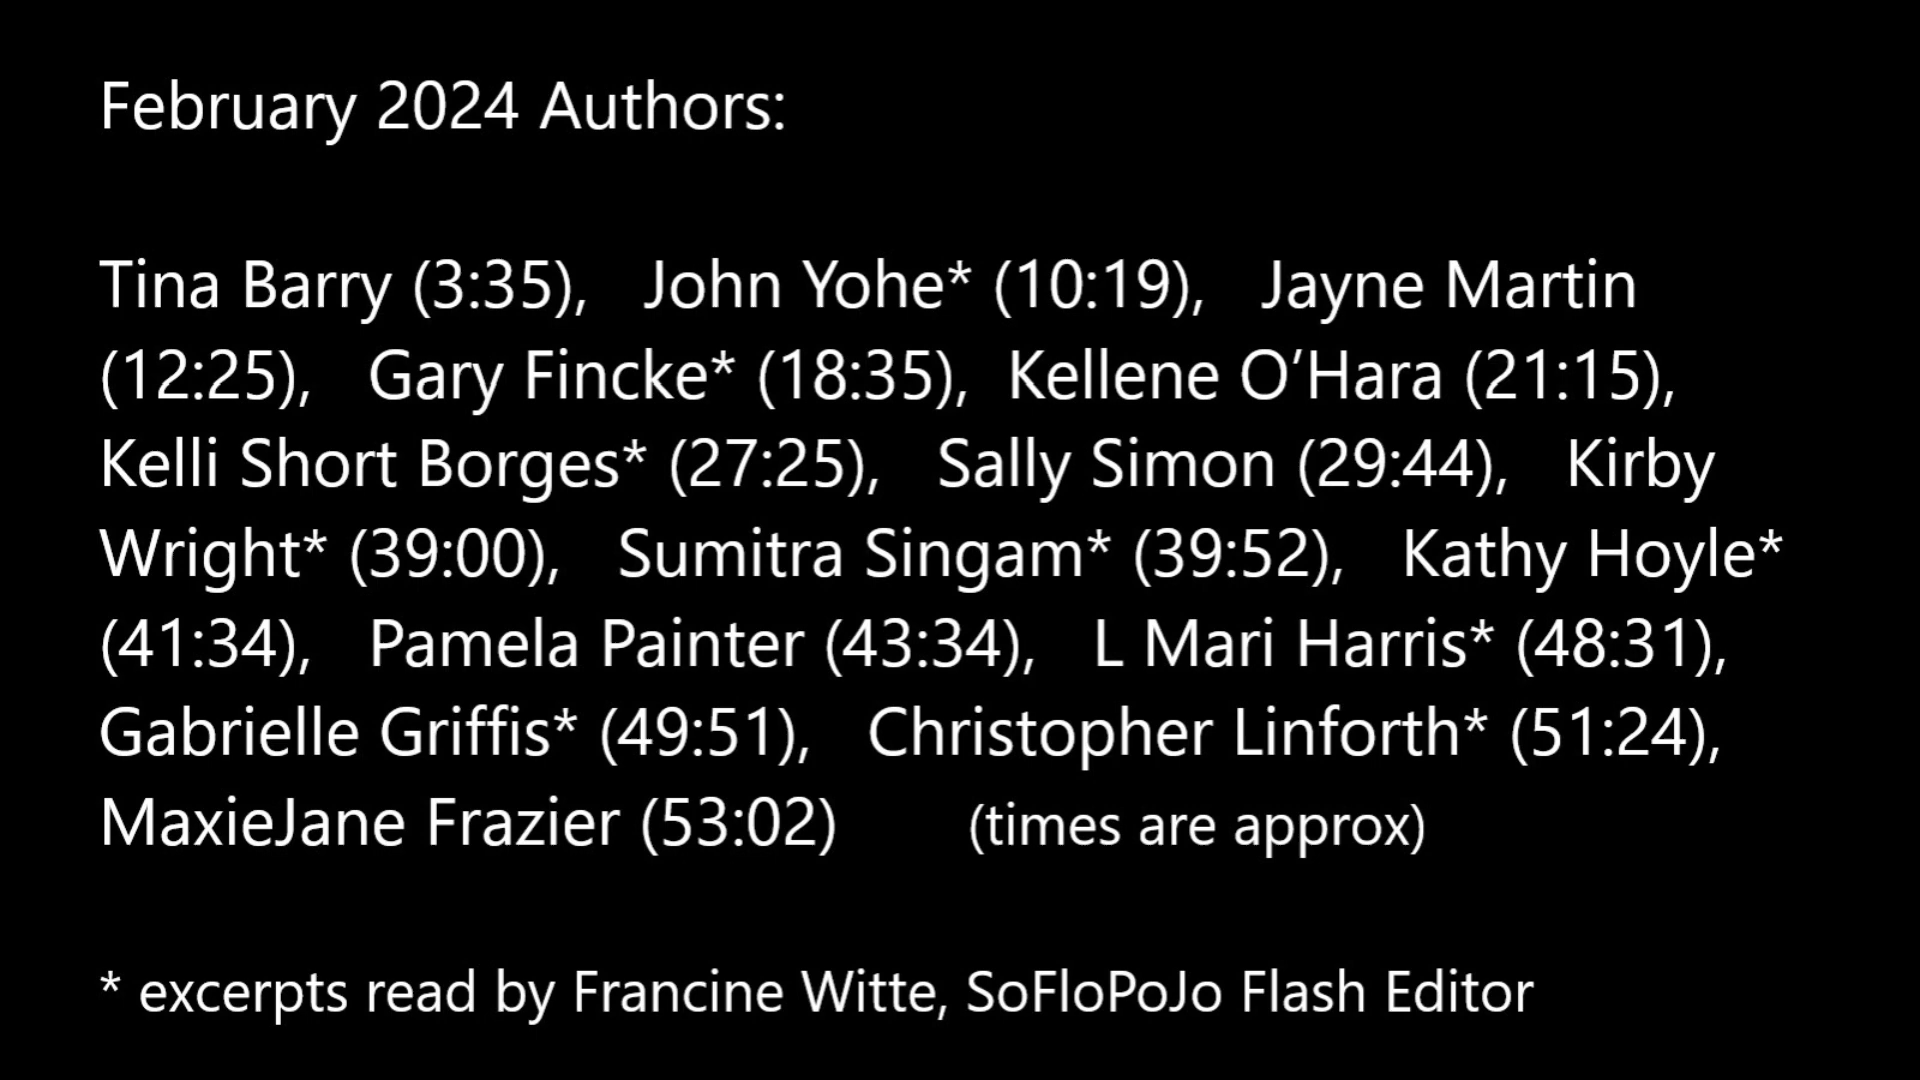 February 2024 Authors:
Tina Barry (3:35), John Yohe* (10:19), Jayne Martin
(12:25), Gary Fincke* (18:35), Kellene O’Hara (21:15),
Kelli Short Borges* (27:25), Sally Simon (29:44), Kirby
Wright* (39:00), Sumitra Singam* (39:52), Kathy Hoyle*
(41:34), Pamela Painter (43:34), L Mari Harris* (48:31),
Gabrielle Griffis* (49:51), Christopher Linforth* (51:24),
MaxieJane Frazier (53:02) (times are approx)
* excerpts read by Francine Witte, SoFloPoJo Flash Editor